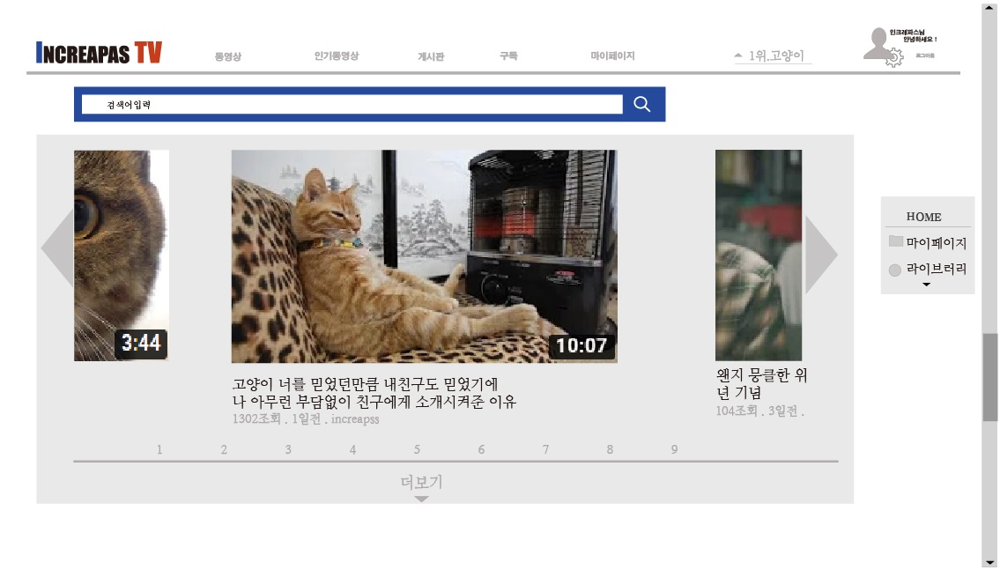 INCREAPAS TV
동영상
인기동영상
게시판
구독
마이페이지
1위.고양이
인크레파스님
안녕하세요 !
로그아웃
검색어입력
3:44
10:07
고양이 너를 믿었던만큼 내친구도 믿었기에
나 아무런 부담없이 친구에게 소개시켜준 이유
1302조회 . 1일전 . increapss
왠지 뭉클한 위
년 기념
104조회 . 3일전 .
1 2 3 4 5 6 7 8 9
더보기
HOME
마이페이지
라이브러리